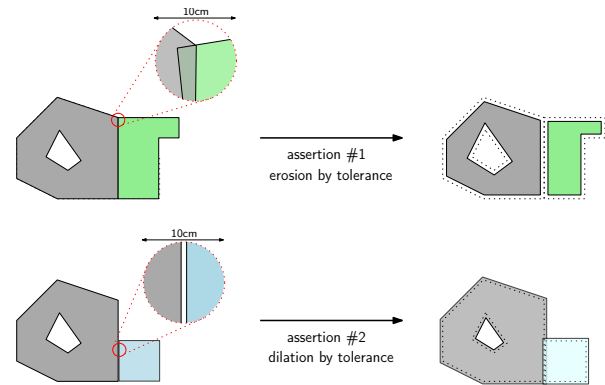 10cm
assertion #1
erosion by tolerance
10cm
assertion #2
dilation by tolerance